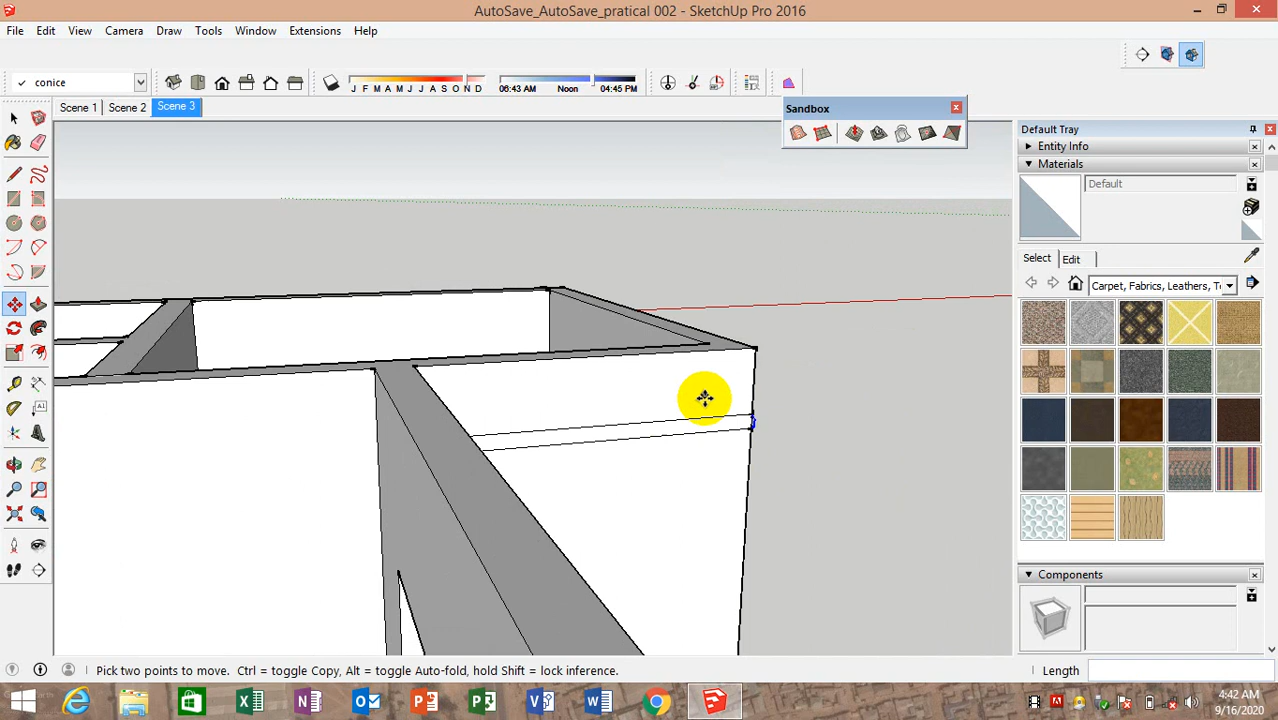 AutoSave_AutoSave_pratical 002 - SketchUp Pro 2016
File Edit View Camera Draw Tools Window Extensions Help
conice
J F M A M J J A S O N D
06:43 AM Noon 04:45 PM
Scene 1 Scene 2 Scene 3
Sandbox
Default Tray
Entity Info
Materials
Default
Select Edit
Carpet, Fabrics, Leathers, T
Components
Pick two points to move. Ctrl = toggle Copy, Alt = toggle Auto-fold, hold Shift = lock inference.
Length
4:42 AM
9/16/2020